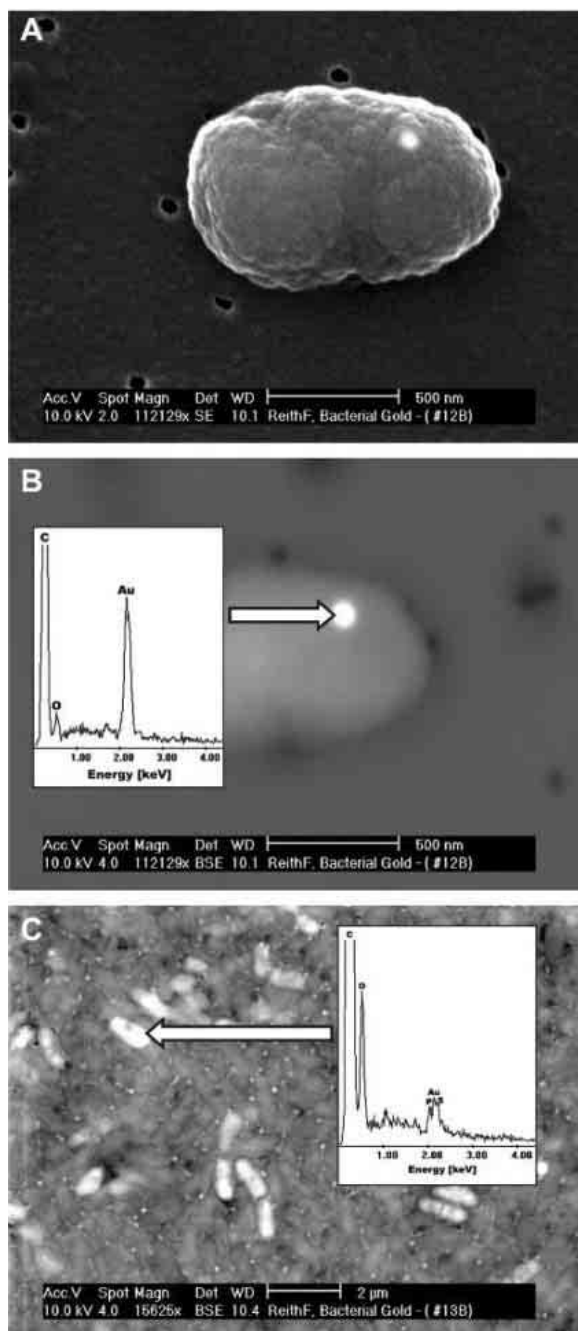 A
Acc.V Spot Magn Det WD 500 nm
10.0 kV 2.0 112129x SE 10.1 ReithF, Bacterial Gold - ( #12B)
B
C
Au
O
1.00 2.00 3.00 4.00
Energy [keV]
Acc.V Spot Magn Det WD 500 nm
10.0 kV 4.0 112129x BSE 10.1 ReithF, Bacterial Gold - ( #12B)
C
C
O
Au
P S
1.00 2.00 3.00 4.00
Energy [keV]
Acc.V Spot Magn Det WD 2 µm
10.0 kV 4.0 15625x BSE 10.4 ReithF, Bacterial Gold - ( #13B)